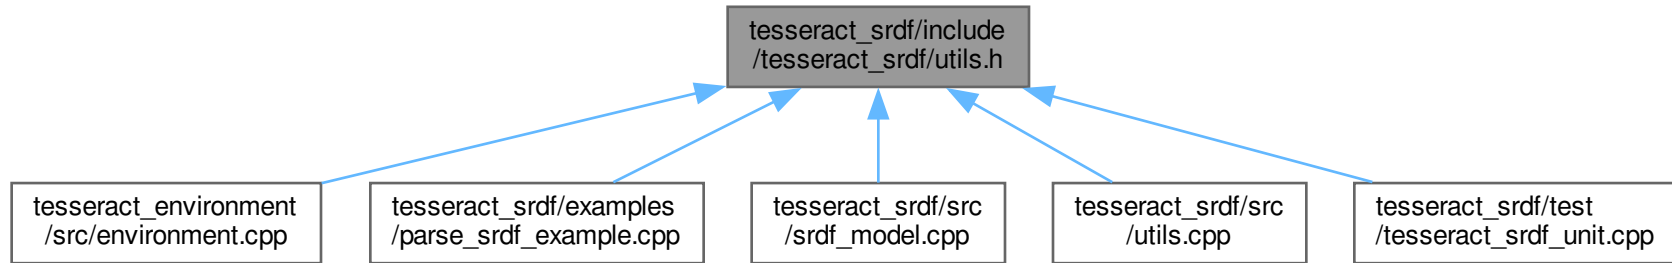 tesseract_srdf/include
/tesseract_srdf/utils.h
tesseract_environment
/src/environment.cpp
tesseract_srdf/examples
/parse_srdf_example.cpp
tesseract_srdf/src
/srdf_model.cpp
tesseract_srdf/src
/utils.cpp
tesseract_srdf/test
/tesseract_srdf_unit.cpp